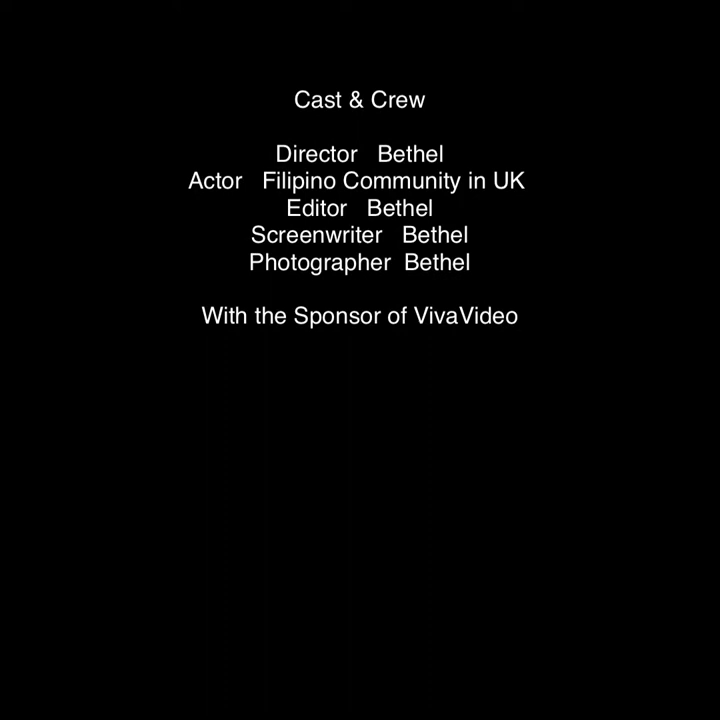 Cast & Crew
Director Bethel
Actor Filipino Community in UK
Editor Bethel
Screenwriter Bethel
Photographer Bethel
With the Sponsor of VivaVideo